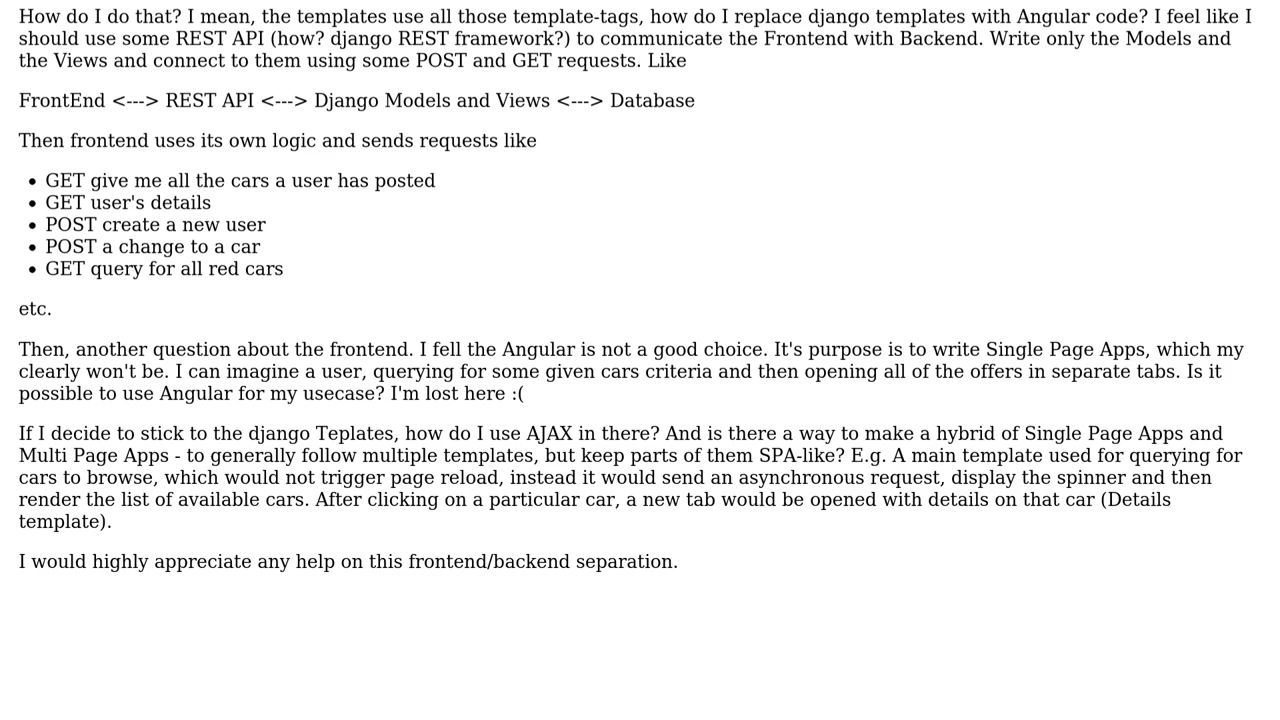 How do I do that? I mean, the templates use all those template-tags, how do I replace django templates with Angular code? I feel like I
should use some REST API (how? django REST framework?) to communicate the Frontend with Backend. Write only the Models and
the Views and connect to them using some POST and GET requests. Like
FrontEnd <---> REST API <---> Django Models and Views <---> Database
Then frontend uses its own logic and sends requests like
• GET give me all the cars a user has posted
• GET user's details
• POST create a new user
• POST a change to a car
• GET query for all red cars
etc.
Then, another question about the frontend. I fell the Angular is not a good choice. It's purpose is to write Single Page Apps, which my
clearly won't be. I can imagine a user, querying for some given cars criteria and then opening all of the offers in separate tabs. Is it
possible to use Angular for my usecase? I'm lost here :(
If I decide to stick to the django Teplates, how do I use AJAX in there? And is there a way to make a hybrid of Single Page Apps and
Multi Page Apps - to generally follow multiple templates, but keep parts of them SPA-like? E.g. A main template used for querying for
cars to browse, which would not trigger page reload, instead it would send an asynchronous request, display the spinner and then
render the list of available cars. After clicking on a particular car, a new tab would be opened with details on that car (Details
template).
I would highly appreciate any help on this frontend/backend separation.